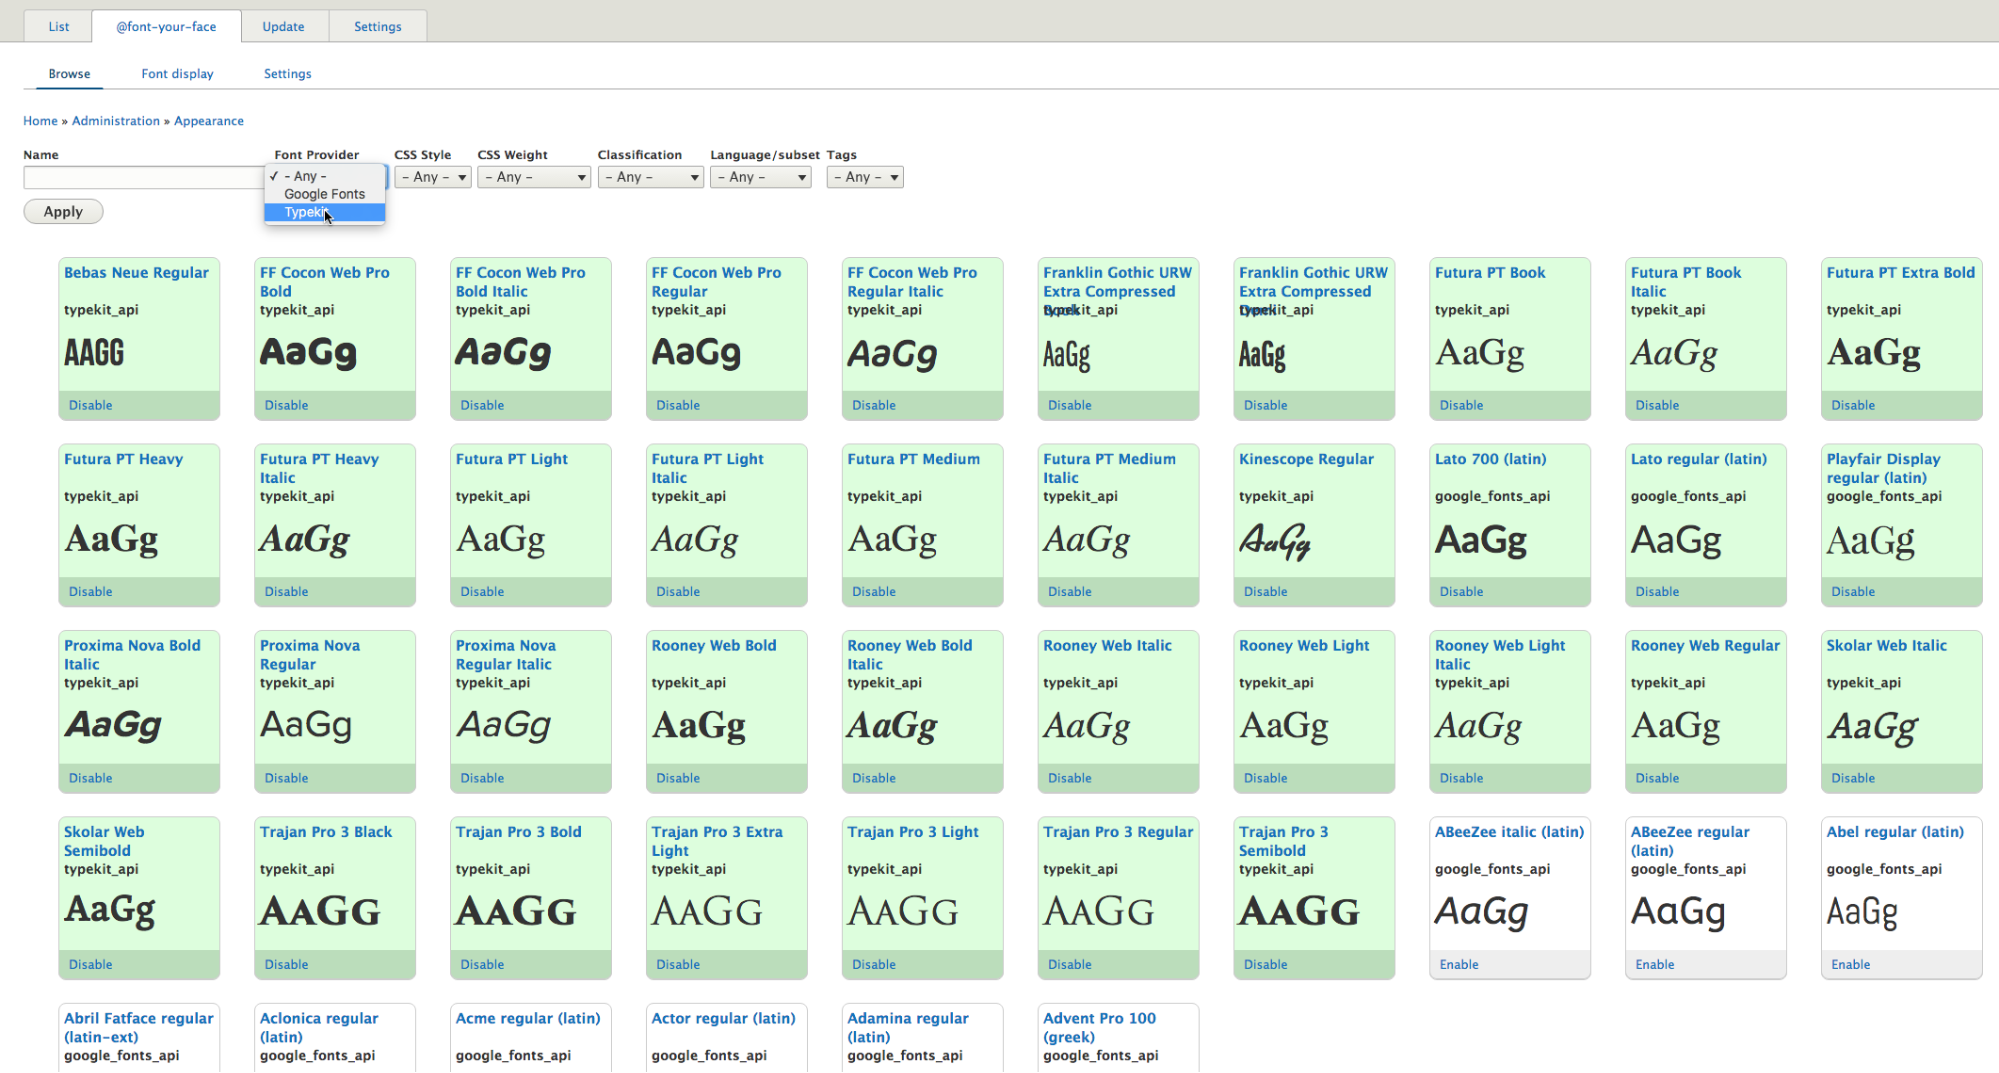 List @font-your-face Update Settings
Browse Font display Settings
Home » Administration » Appearance
Name Font Provider CSS Style CSS Weight Classification Language/subset Tags
✓ - Any - - Any - - Any - - Any - - Any - - Any -
Google Fonts
Apply Typekit
Bebas Neue Regular FF Cocon Web Pro FF Cocon Web Pro FF Cocon Web Pro FF Cocon Web Pro Franklin Gothic URW Franklin Gothic URW Futura PT Book Futura PT Book Futura PT Extra Bold
Bold Bold Italic Regular Regular Italic Extra Compressed Extra Compressed Italic
typekit_api typekit_api typekit_api typekit_api typekit_api typekit_api typekit_api typekit_api typekit_api typekit_api
AAGG AaGg AaGg AaGg AaGg AaGg AaGg AaGg AaGg AaGg
Disable Disable Disable Disable Disable Disable Disable Disable Disable Disable
Futura PT Heavy Futura PT Heavy Futura PT Light Futura PT Light Futura PT Medium Futura PT Medium Kinescope Regular Lato 700 (latin) Lato regular (latin) Playfair Display
Italic Italic Italic regular (latin)
typekit_api typekit_api typekit_api typekit_api typekit_api typekit_api typekit_api google_fonts_api google_fonts_api google_fonts_api
AaGg AaGg AaGg AaGg AaGg AaGg AaGg AaGg AaGg AaGg
Disable Disable Disable Disable Disable Disable Disable Disable Disable Disable
Proxima Nova Bold Proxima Nova Proxima Nova Rooney Web Bold Rooney Web Bold Rooney Web Italic Rooney Web Light Rooney Web Light Rooney Web Regular Skolar Web Italic
Italic Regular Regular Italic Italic Italic
typekit_api typekit_api typekit_api typekit_api typekit_api typekit_api typekit_api typekit_api typekit_api typekit_api
AaGg AaGg AaGg AaGg AaGg AaGg AaGg AaGg AaGg AaGg
Disable Disable Disable Disable Disable Disable Disable Disable Disable Disable
Skolar Web Trajan Pro 3 Black Trajan Pro 3 Bold Trajan Pro 3 Extra Trajan Pro 3 Light Trajan Pro 3 Regular Trajan Pro 3 ABeeZee italic (latin) ABeeZee regular Abel regular (latin)
Semibold Light Semibold (latin)
typekit_api typekit_api typekit_api typekit_api typekit_api typekit_api typekit_api google_fonts_api google_fonts_api google_fonts_api
AaGg AAGG AAGG AAGG AAGG AAGG AAGG AaGg AaGg AaGg
Disable Disable Disable Disable Disable Disable Disable Enable Enable Enable
Abril Fatface regular Aclonica regular Acme regular (latin) Actor regular (latin) Adamina regular Advent Pro 100
(latin-ext) (latin) (latin) (greek)
google_fonts_api google_fonts_api google_fonts_api google_fonts_api google_fonts_api google_fonts_api